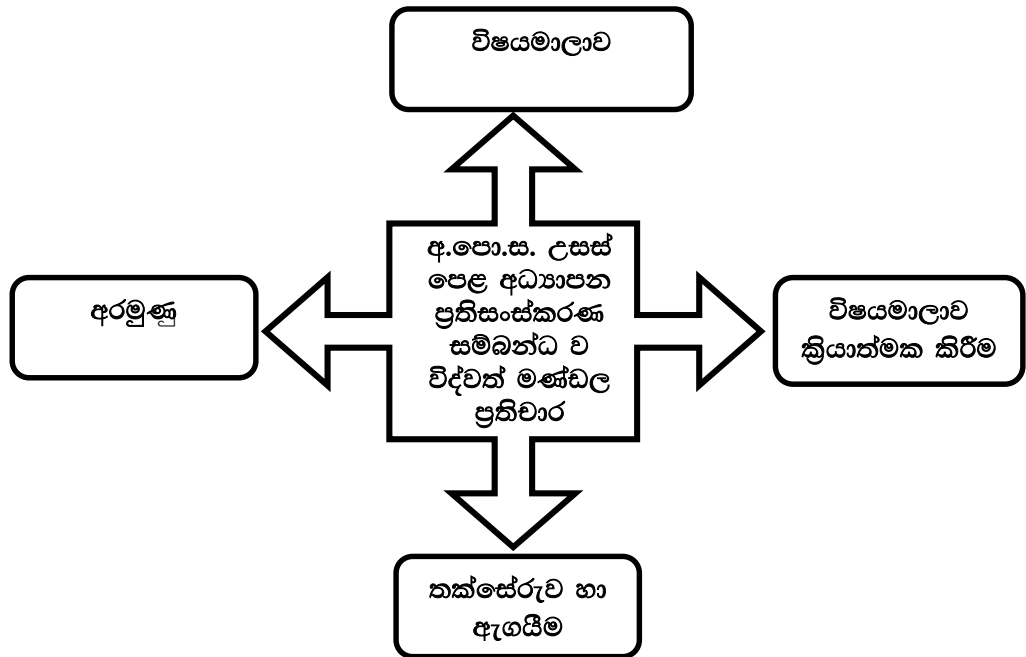 විෂයමාලාව
අ.පො.ස. උසස්
පෙළ අධ්‍යාපන
ප්‍රතිසංස්කරණ
සම්බන්ධ ව
විද්වත් මණ්ඩල
ප්‍රතිචාර
අරමුණු
විෂයමාලාව
ක්‍රියාත්මක කිරීම
තක්සේරුව හා
ඇගයීම